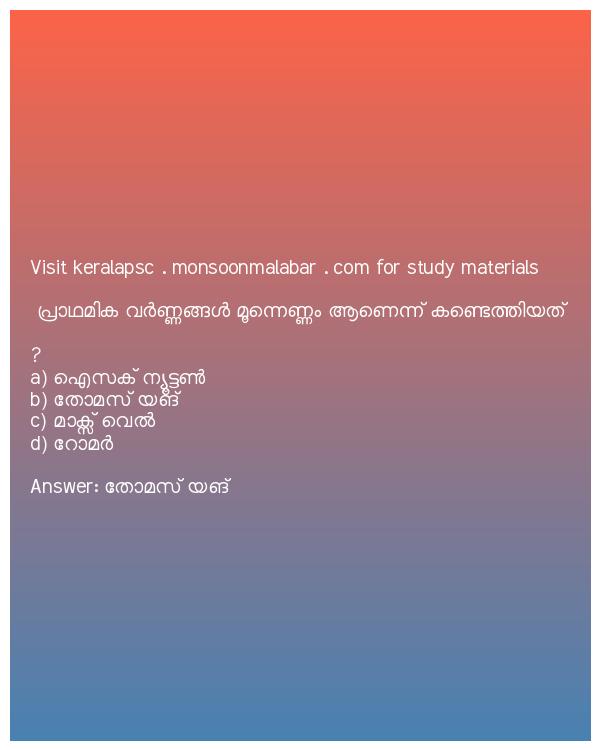 Visit keralapsc . monsoonmalabar . com for study materials
പ്രാഥമിക വർണ്ണങ്ങൾ മൂന്നെണ്ണം ആണെന്ന് കണ്ടെത്തിയത്
?
a) ഐസക് ന്യൂട്ടൺ
b) തോമസ് യങ്
c) മാക്സ് വെൽ
d) റോമർ
Answer: തോമസ് യങ്